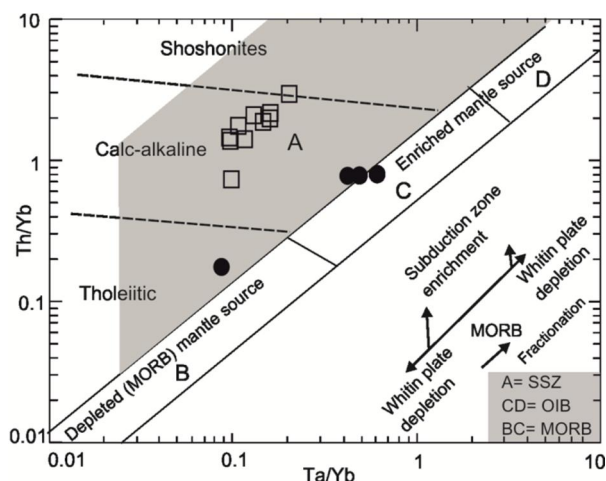 10
Shoshonites
D
Enriched mantle source
Calc-alkaline
A
Th/Yb
1
C
Subduction zone
enrichment
Whitin plate
depletion
0.1
Tholeiitic
Depleted (MORB) mantle source
B
MORB
Fractionation
Whitin plate
depletion
A= SSZ
CD= OIB
BC= MORB
0.01
0.01
0.1
1
10
Ta/Yb